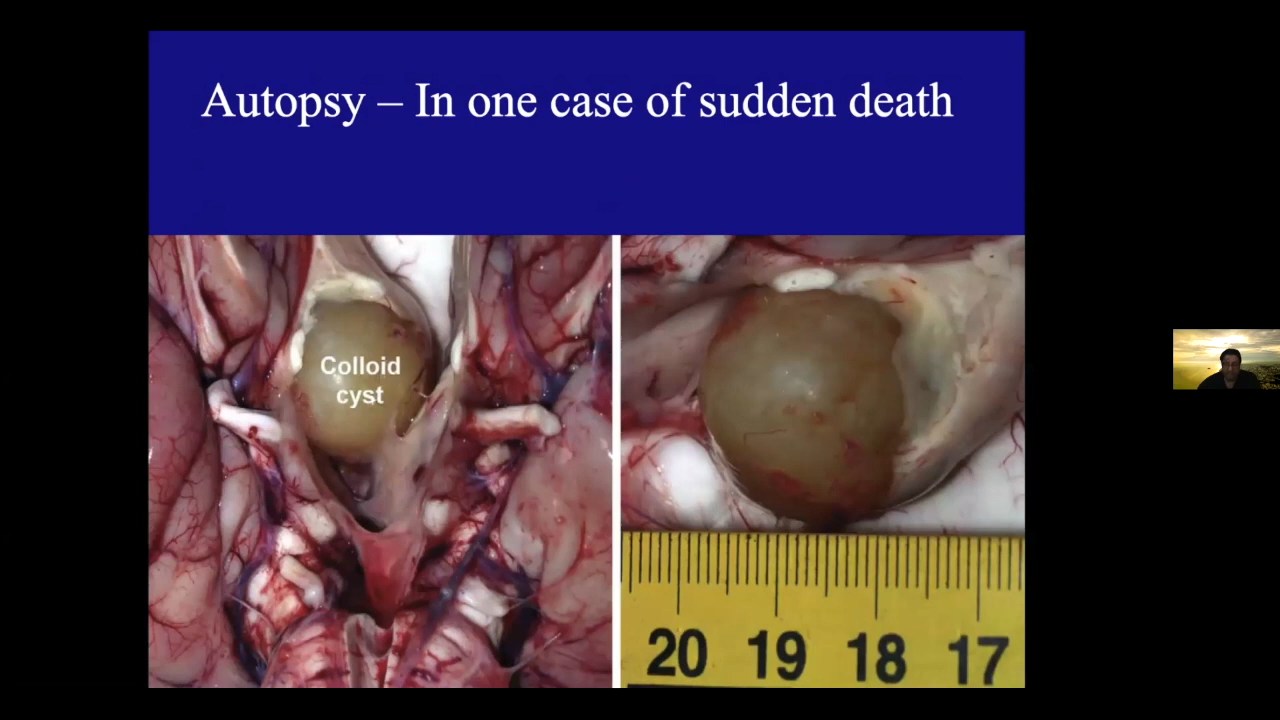 Autopsy – In one case of sudden death
Colloid
cyst
20 19 18 17